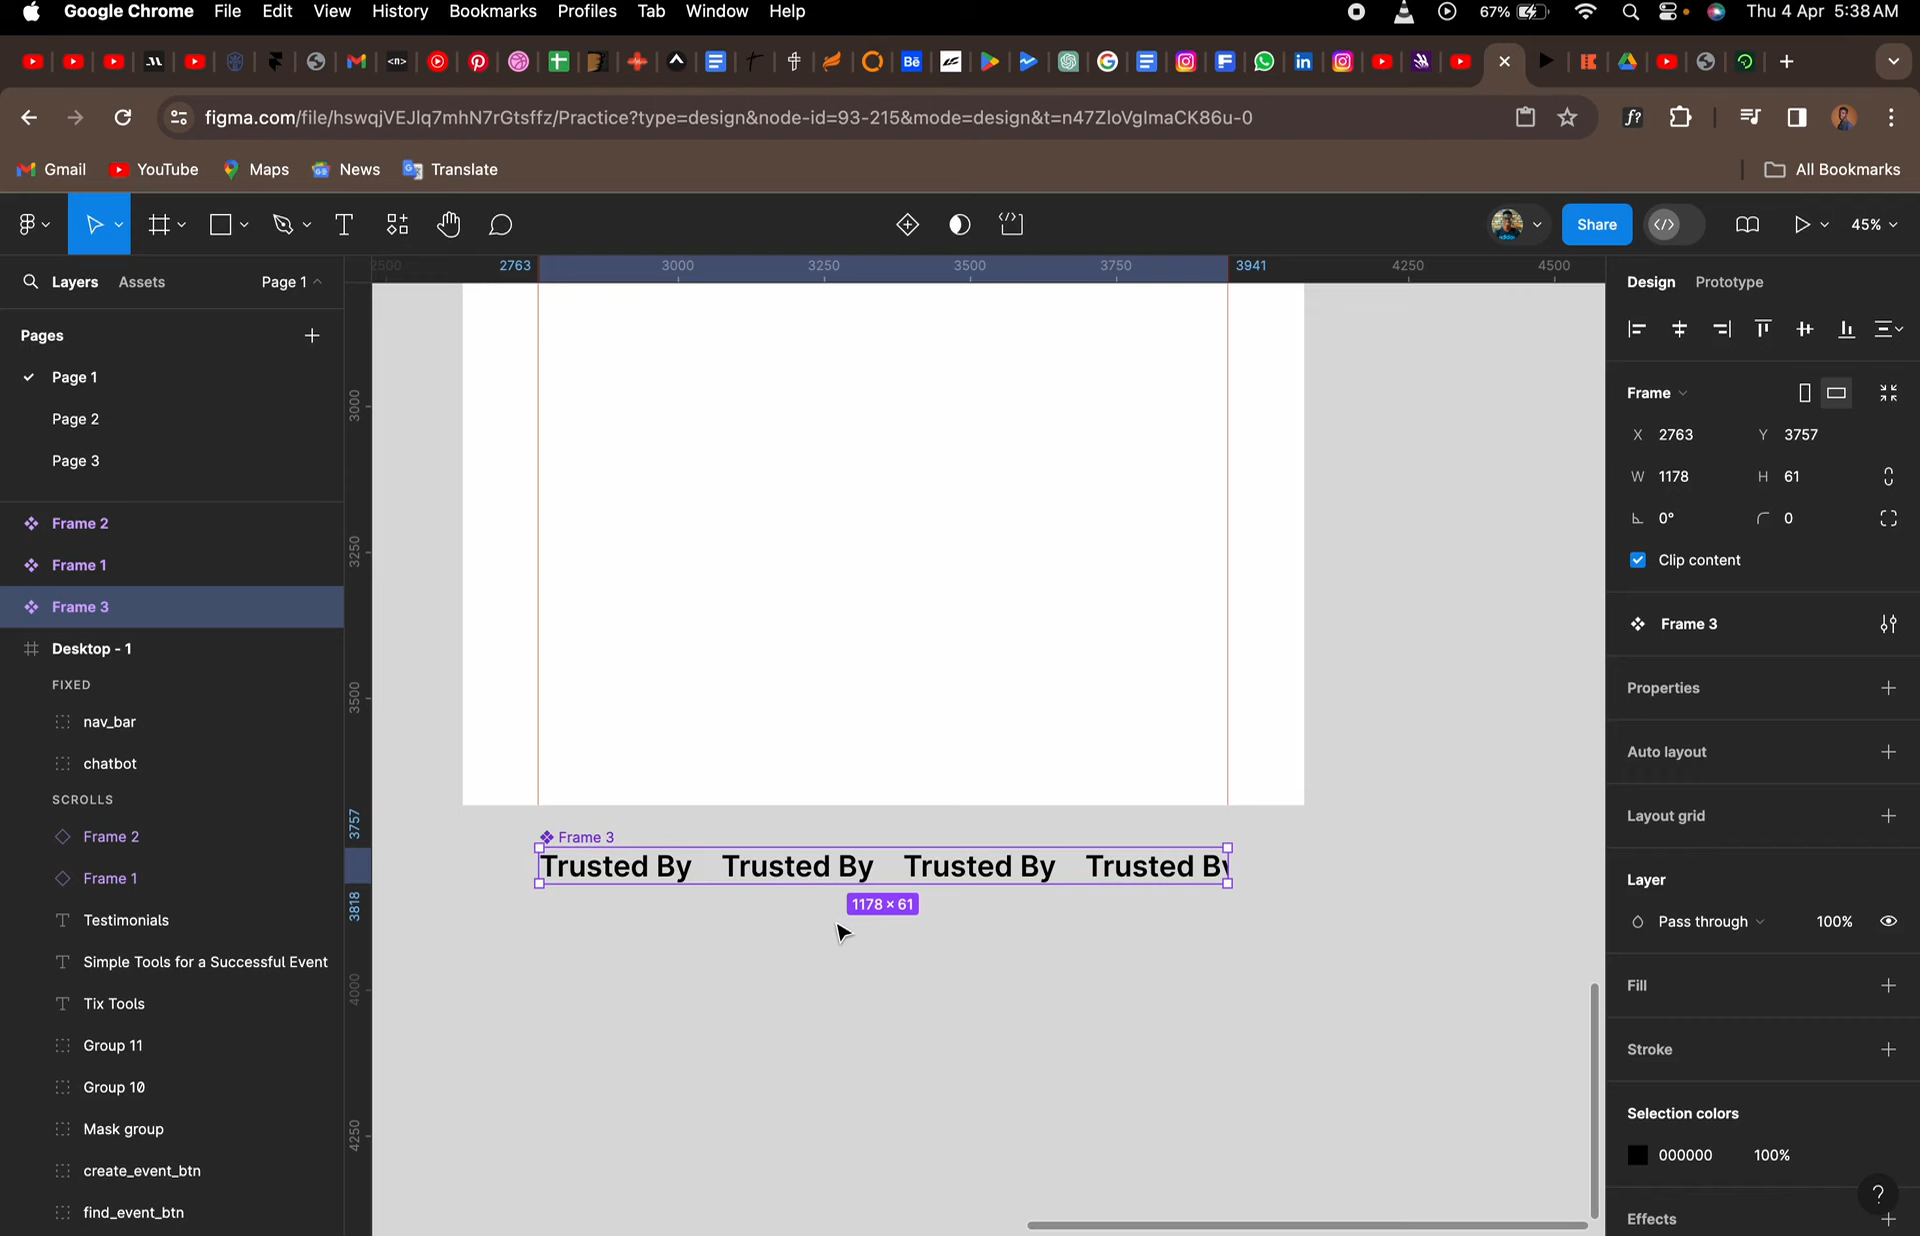 Google Chrome File Edit View History Bookmarks Profiles Tab Window Help 67% Thu 4 Apr 5:38 AM
figma.com/file/hswqjVEJlq7mhN7rGtsffz/Practice?type=design&node-id=93-215&mode=design&t=n47ZloVglmaCK86u-0
Gmail YouTube Maps News Translate All Bookmarks
Share 45%
Layers Assets Page 1
2500 2763 3000 3250 3500 3750 3941 4250 4500
Design Prototype
Pages
Page 1
Page 2
Page 3
Frame 2
Frame 1
Frame 3
Desktop - 1
FIXED
nav_bar
chatbot
SCROLLS
Frame 2
Frame 1
Testimonials
Simple Tools for a Successful Event
Tix Tools
Group 11
Group 10
Mask group
create_event_btn
find_event_btn
3000
3250
3500
3757
3818
4000
4250
Frame 3
Trusted By Trusted By Trusted By Trusted By
1178 × 61
Frame
X 2763 Y 3757
W 1178 H 61
0° 0
Clip content
Frame 3
Properties
Auto layout
Layout grid
Layer
Pass through 100%
Fill
Stroke
Selection colors
000000 100%
?
Effects